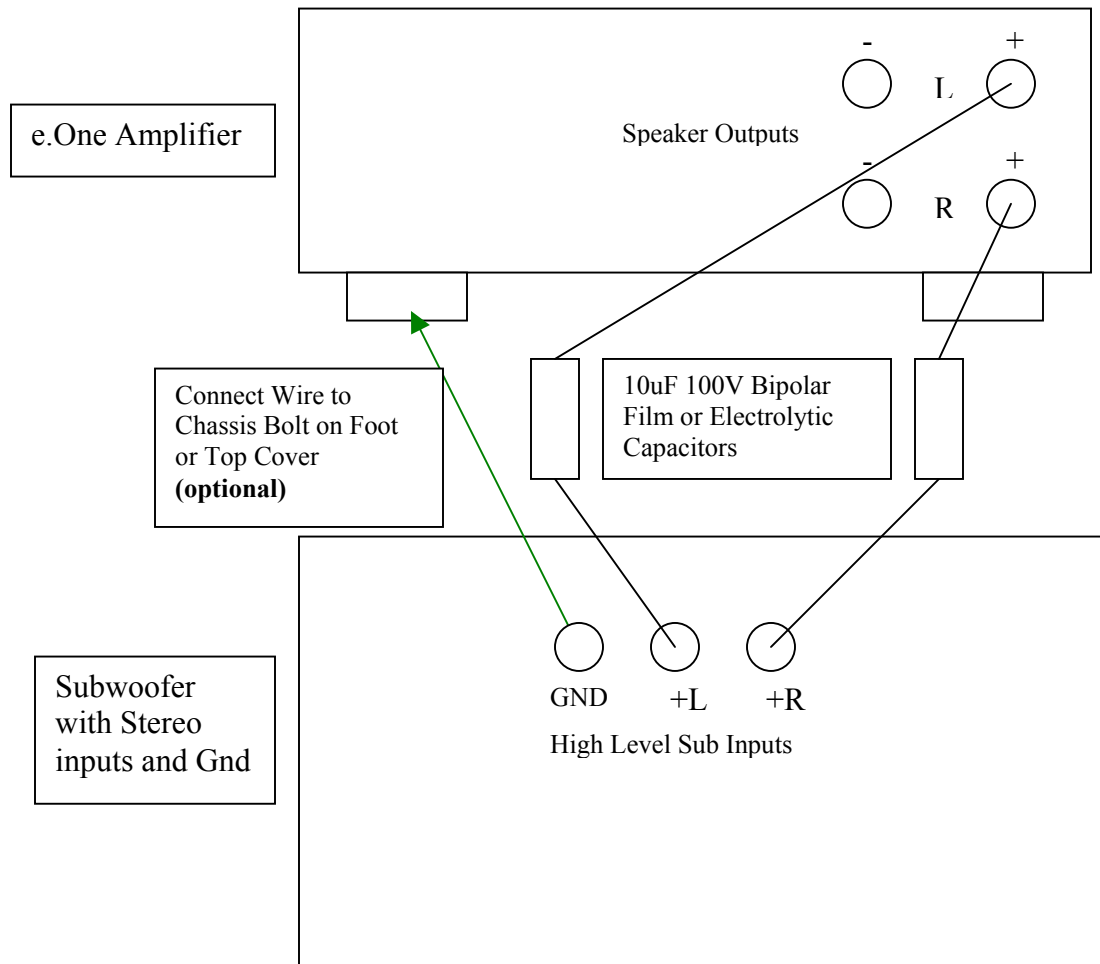 - +
L
e.One Amplifier
Speaker Outputs
- +
R
Connect Wire to
Chassis Bolt on Foot
or Top Cover
(optional)
10uF 100V Bipolar
Film or Electrolytic
Capacitors
Subwoofer
with Stereo
inputs and Gnd
GND +L +R
High Level Sub Inputs